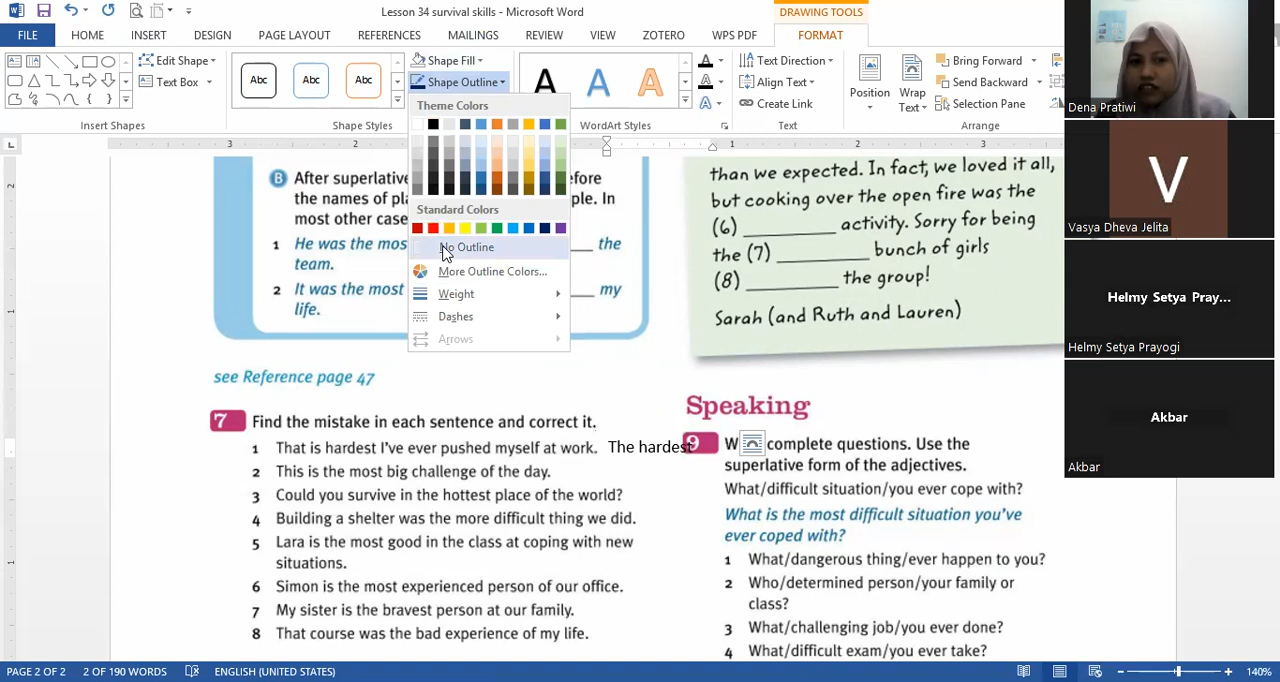 Lesson 34 survival skills - Microsoft Word
DRAWING TOOLS
FILE HOME INSERT DESIGN PAGE LAYOUT REFERENCES MAILINGS REVIEW VIEW ZOTERO WPS PDF FORMAT
Edit Shape
Text Box
Insert Shapes
Abc Abc Abc
Shape Styles
Shape Fill
Shape Outline
A A A
WordArt Styles
Text Direction
Align Text
Create Link
Text
Position
Wrap
Text
Bring Forward
Send Backward
Selection Pane
Arrange
Theme Colors
Standard Colors
No Outline
More Outline Colors...
Weight
Dashes
Arrows
3 2 1 2 3
2
1
1
B After superlative
efore
the names of pla
ple. In
most other case
1 He was the mos
the
team.
2 It was the most
my
life.
see Reference page 47
7 Find the mistake in each sentence and correct it.
1 That is hardest I've ever pushed myself at work. The hardest
2 This is the most big challenge of the day.
3 Could you survive in the hottest place of the world?
4 Building a shelter was the more difficult thing we did.
5 Lara is the most good in the class at coping with new
situations.
6 Simon is the most experienced person of our office.
7 My sister is the bravest person at our family.
8 That course was the bad experience of my life.
than we expected. In fact, we loved it all,
but cooking over the open fire was the
(6) __________ activity. Sorry for being
the (7) __________ bunch of girls
(8) __________ the group!
Sarah (and Ruth and Lauren)
Speaking
9 W complete questions. Use the
superlative form of the adjectives.
What/difficult situation/you ever cope with?
What is the most difficult situation you've
ever coped with?
1 What/dangerous thing/ever happen to you?
2 Who/determined person/your family or
class?
3 What/challenging job/you ever done?
4 What/difficult exam/you ever take?
Dena Pratiwi
V
Vasya Dheva Jelita
Helmy Setya Pray...
Helmy Setya Prayogi
Akbar
Akbar
PAGE 2 OF 2 2 OF 190 WORDS ENGLISH (UNITED STATES) 140%